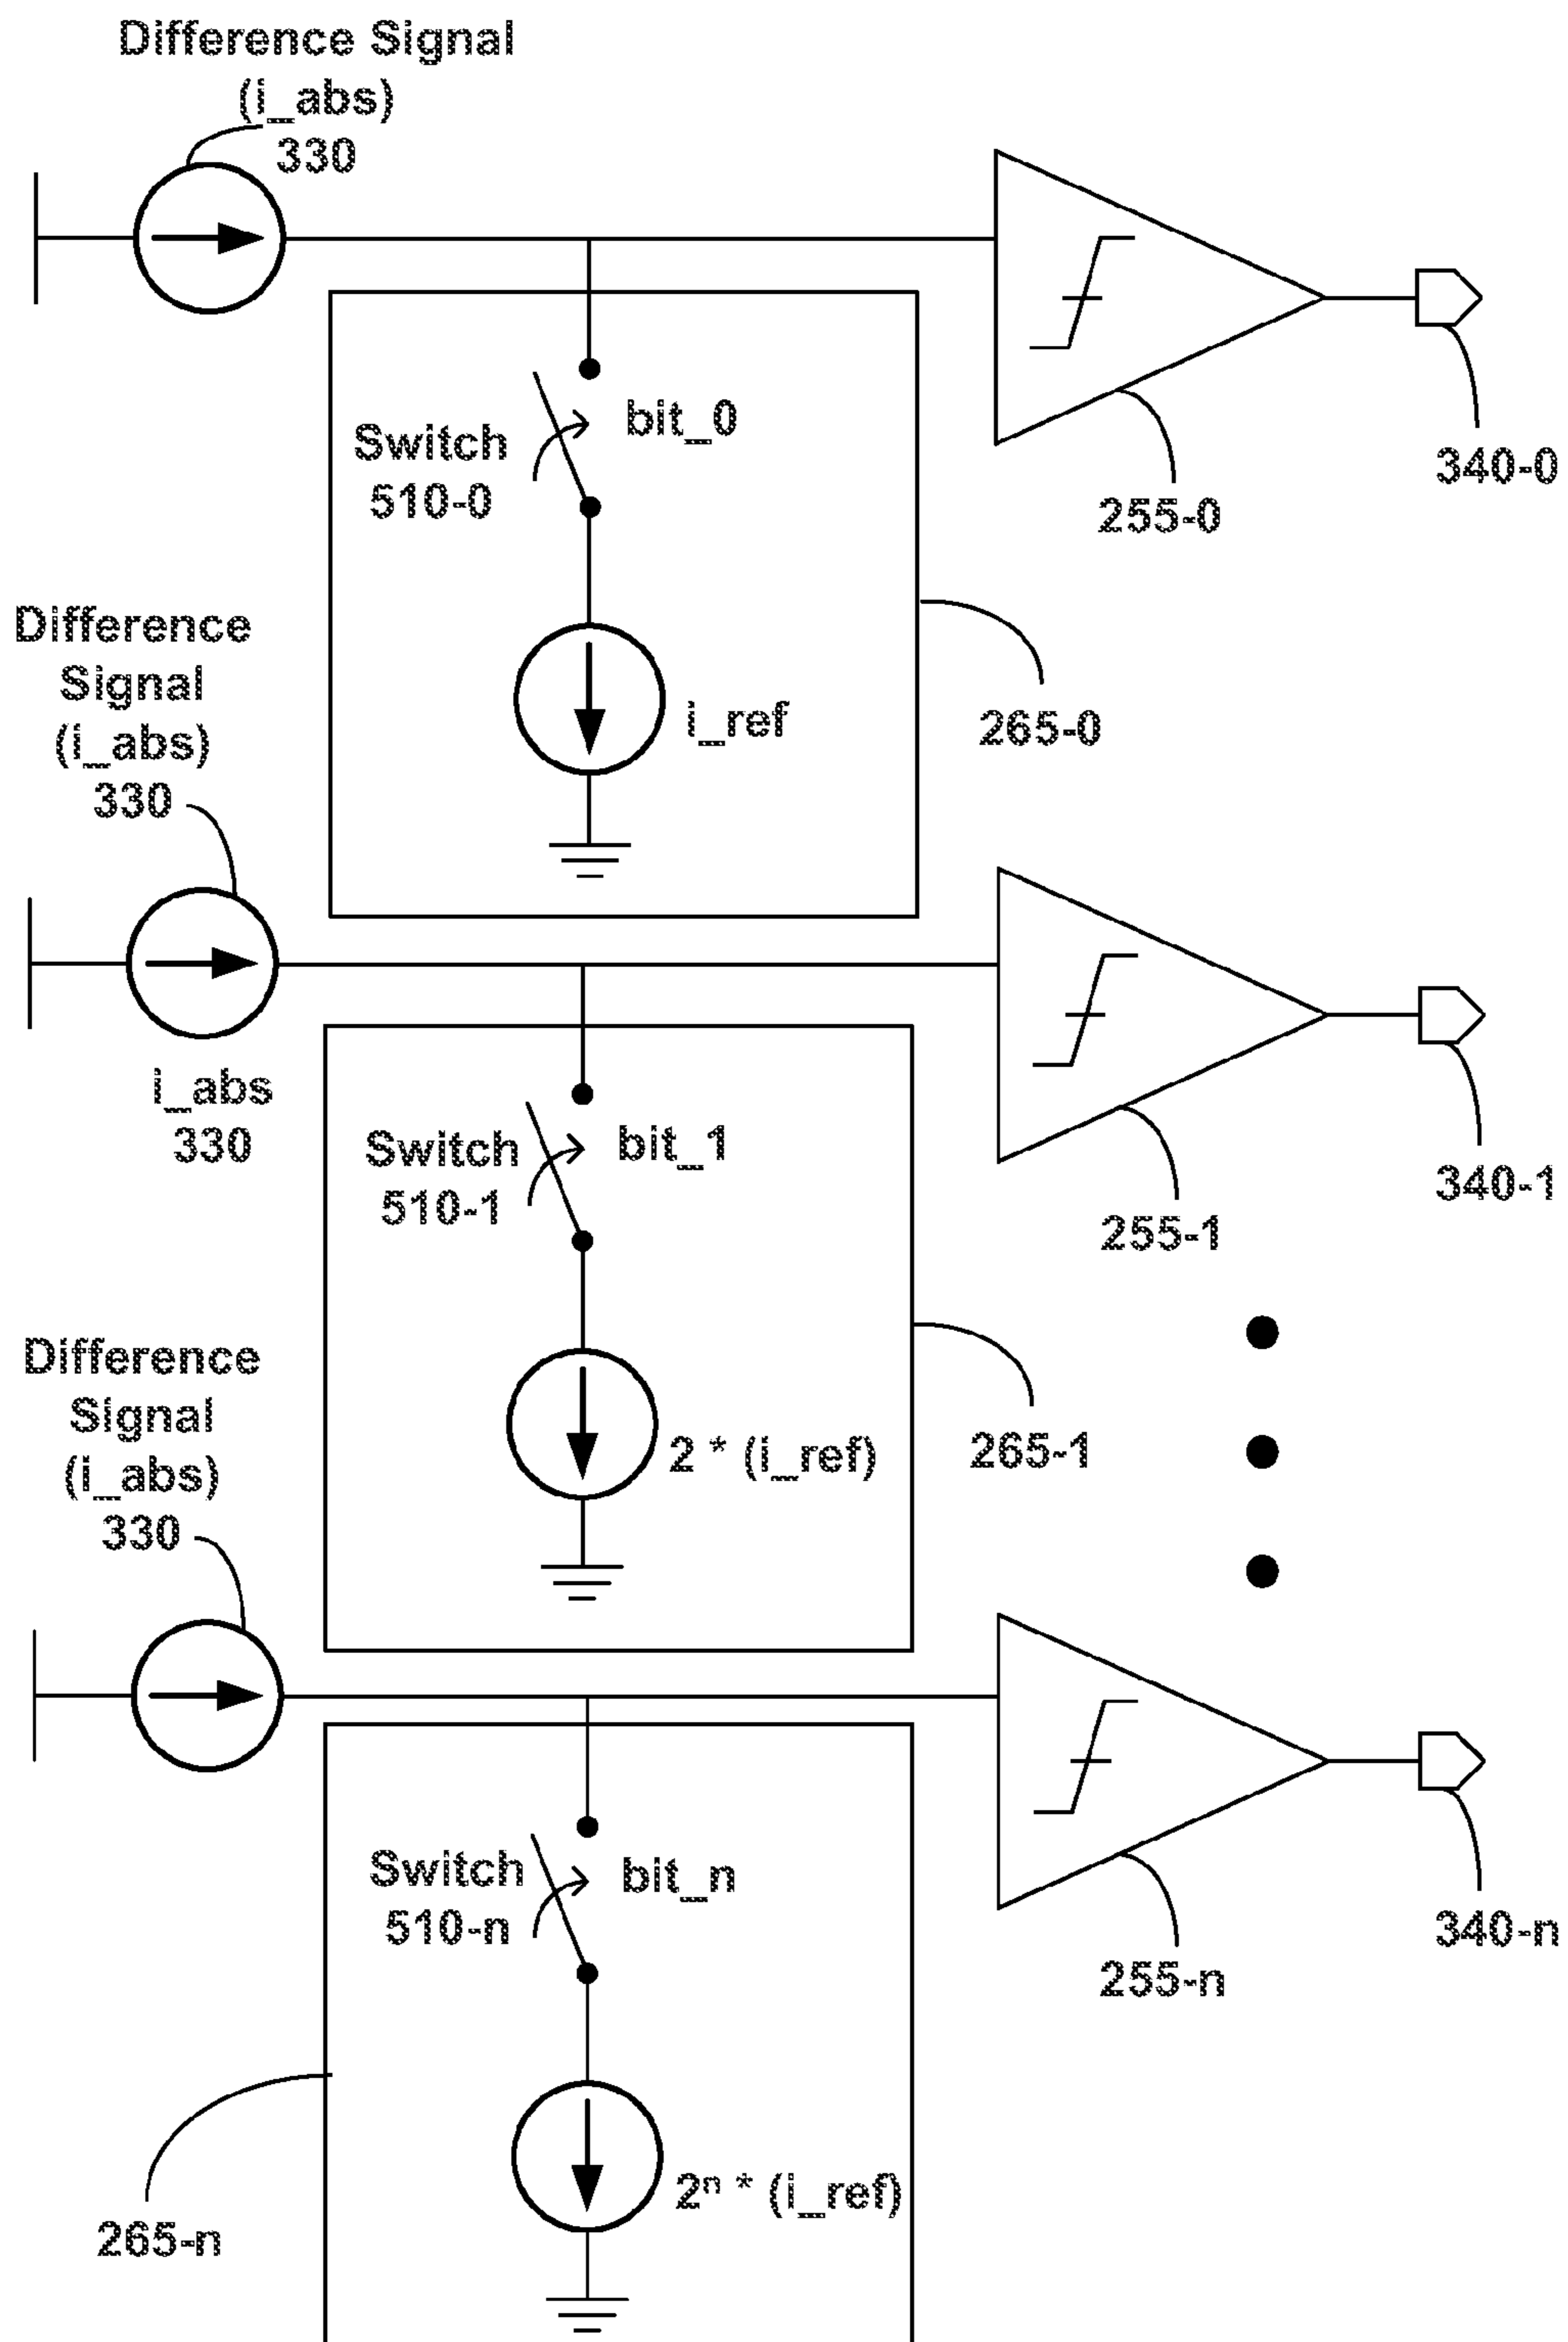 Difference Signal
(i_abs)
330
Switch
510-0
bit_0
340-0
255-0
i_ref
265-0
Difference
Signal
(i_abs)
330
i_abs
330
Switch
510-1
bit_1
340-1
255-1
2 * (i_ref)
265-1
Difference
Signal
(i_abs)
330
Switch
510-n
bit_n
340-n
255-n
2ⁿ * (i_ref)
265-n